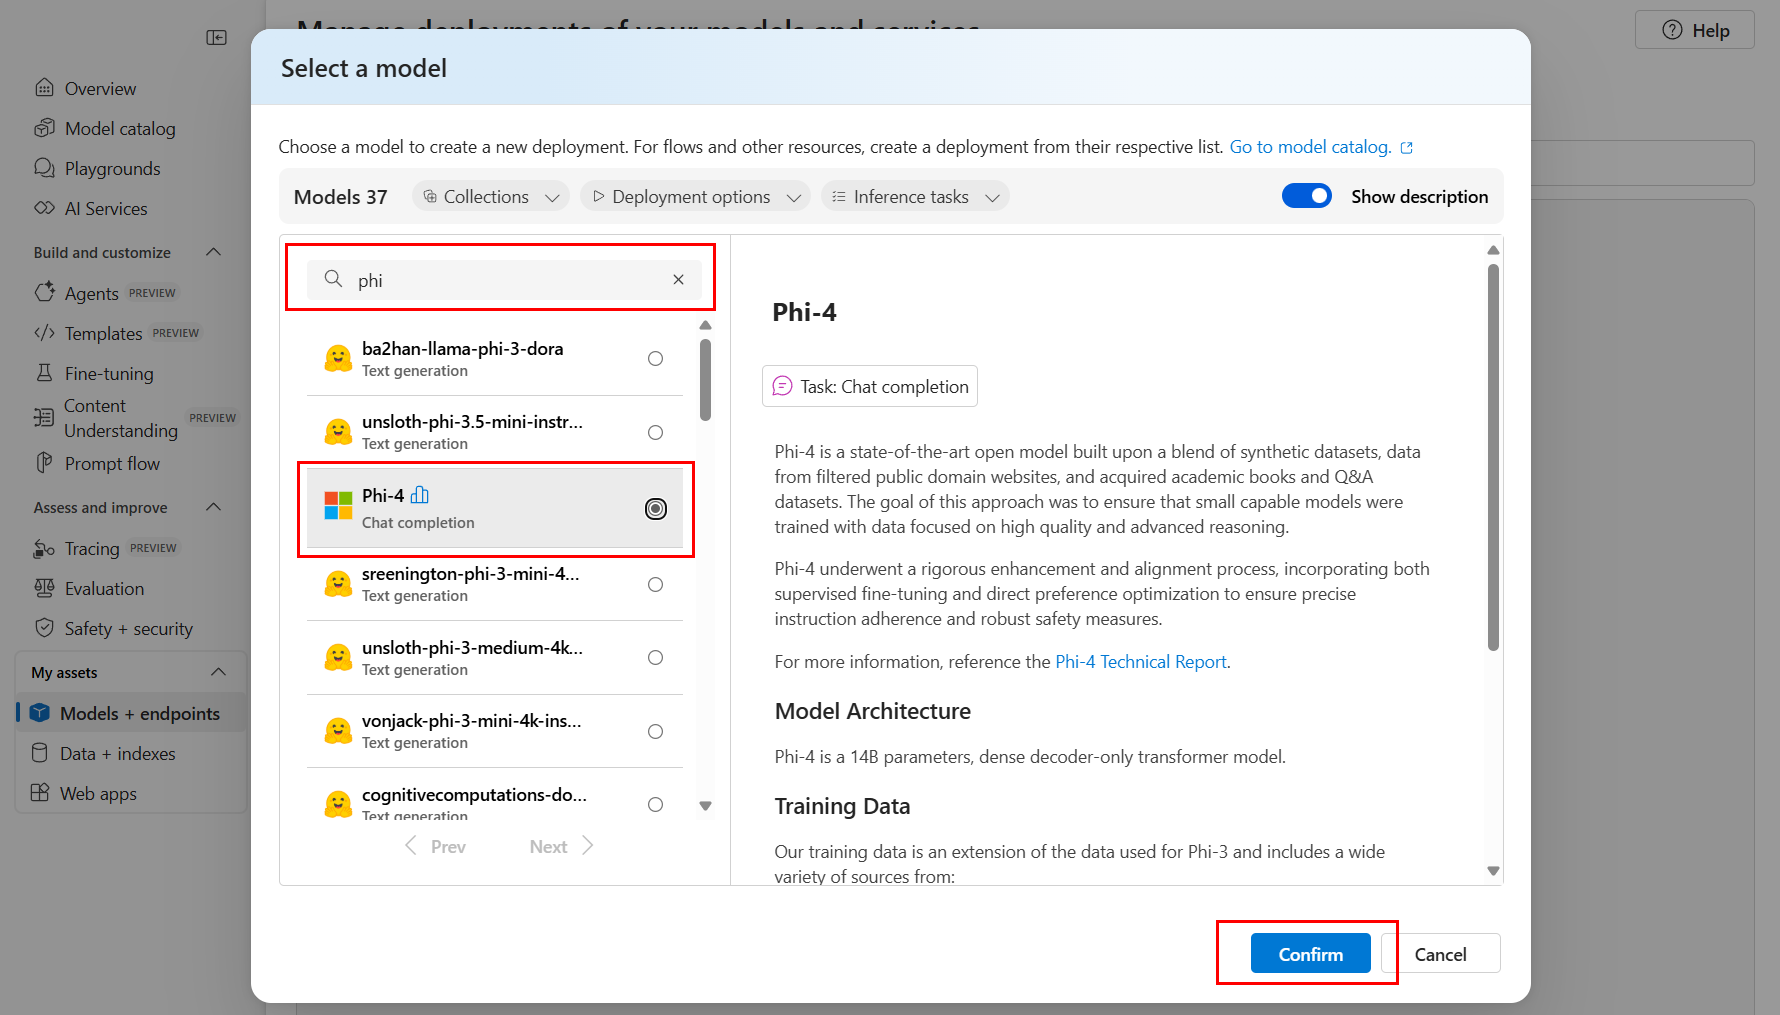 Manage deployments of your models and services
Help
Overview
Model catalog
Playgrounds
AI Services
Build and customize
Agents PREVIEW
Templates PREVIEW
Fine-tuning
Content
Understanding PREVIEW
Prompt flow
Assess and improve
Tracing PREVIEW
Evaluation
Safety + security
My assets
Models + endpoints
Data + indexes
Web apps
Select a model
Choose a model to create a new deployment. For flows and other resources, create a deployment from their respective list. Go to model catalog.
Models 37
Collections
Deployment options
Inference tasks
Show description
phi
ba2han-llama-phi-3-dora
Text generation
unsloth-phi-3.5-mini-instr...
Text generation
Phi-4
Chat completion
sreenington-phi-3-mini-4...
Text generation
unsloth-phi-3-medium-4k...
Text generation
vonjack-phi-3-mini-4k-ins...
Text generation
cognitivecomputations-do...
Text generation
Prev
Next
Phi-4
Task: Chat completion
Phi-4 is a state-of-the-art open model built upon a blend of synthetic datasets, data
from filtered public domain websites, and acquired academic books and Q&A
datasets. The goal of this approach was to ensure that small capable models were
trained with data focused on high quality and advanced reasoning.
Phi-4 underwent a rigorous enhancement and alignment process, incorporating both
supervised fine-tuning and direct preference optimization to ensure precise
instruction adherence and robust safety measures.
For more information, reference the Phi-4 Technical Report.
Model Architecture
Phi-4 is a 14B parameters, dense decoder-only transformer model.
Training Data
Our training data is an extension of the data used for Phi-3 and includes a wide
variety of sources from:
Confirm
Cancel